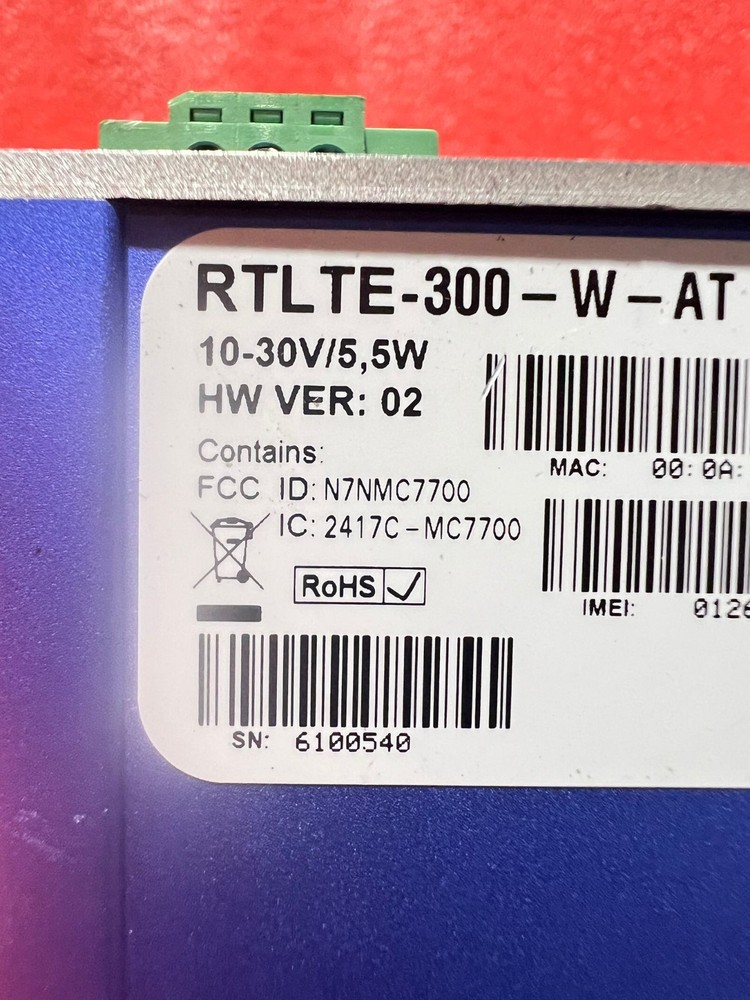 RTLTE-300-W-AT
10-30V/5,5W
HW VER: 02
Contains:
FCC ID: N7NMC7700
IC: 2417C-MC7700
RoHS
MAC: 00:0A:
IMEI: 0126
SN: 6100540